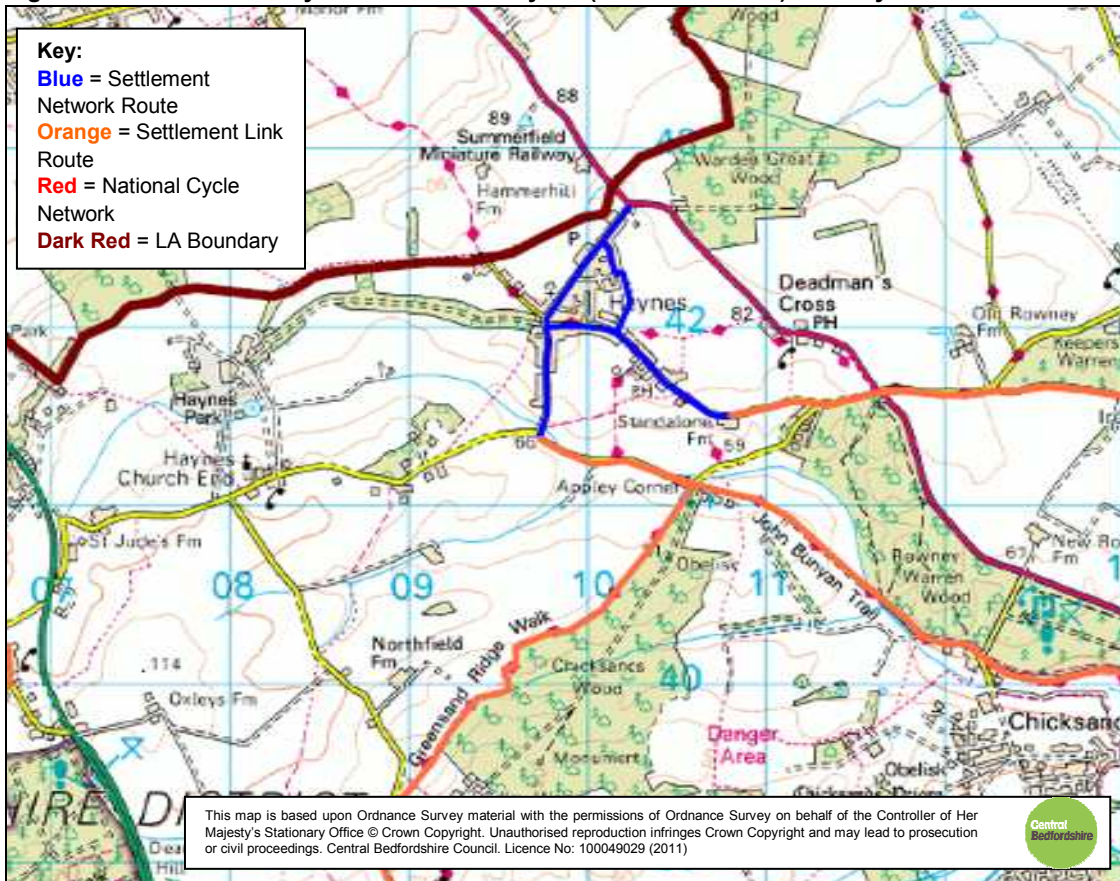 Key:
Blue = Settlement
Network Route
Orange = Settlement Link
Route
Red = National Cycle
Network
Dark Red = LA Boundary
Wood
88
89
Summerfield
Miniature Railway
Hammerhill
Fm
Warden Great
Wood
P
Haynes
42
82
Deadman's
Cross
PH
Old Rowney
Fm
Keepers
Warren
Park
Haynes
Park
PH
Standalone
Fm
59
66
Haynes
Church End
Appley Corner
St Jude's Fm
Obelisk
John Bunyan Trail
Rowney
Warren
Wood
67
New Ro
Fm
08
09
10
11
Northfield
Fm
Greensand Ridge Walk
Chicksands
Wood
40
114
Oxleys Fm
Danger
Area
Monument
Chicksand
Obelisk
Chicksands Priory
HIRE DISTRICT
This map is based upon Ordnance Survey material with the permissions of Ordnance Survey on behalf of the Controller of Her
Majesty's Stationary Office © Crown Copyright. Unauthorised reproduction infringes Crown Copyright and may lead to prosecution
or civil proceedings. Central Bedfordshire Council. Licence No: 100049029 (2011)
Central
Bedfordshire